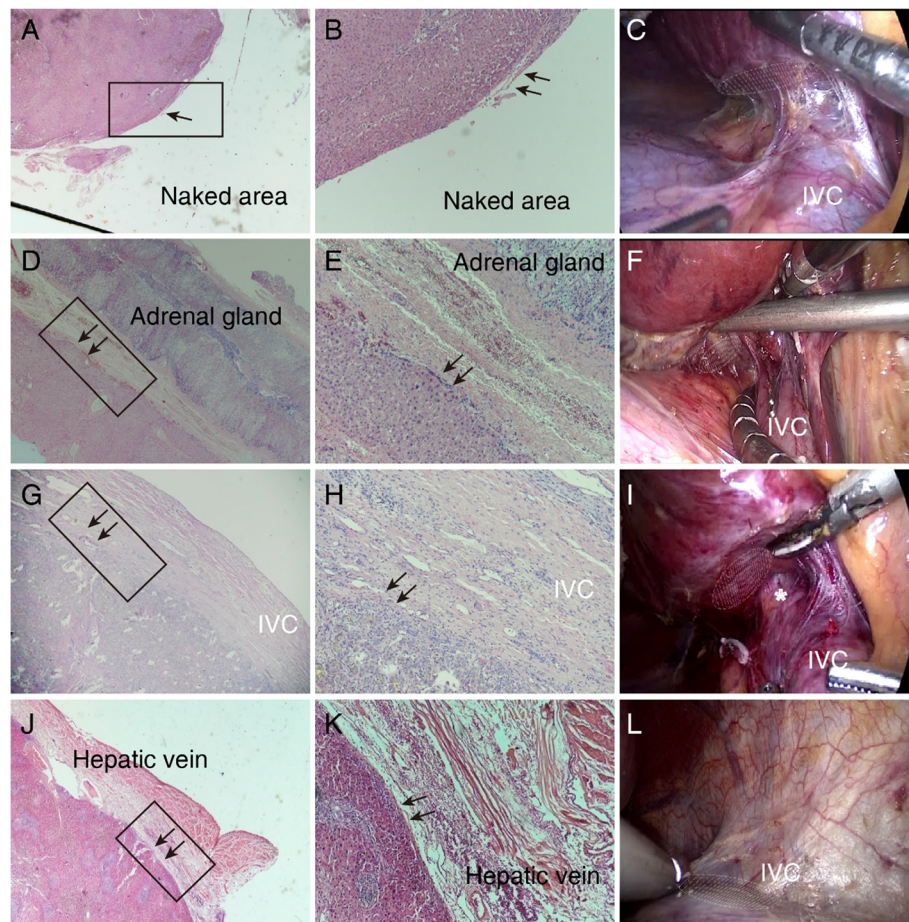 A
Naked area
B
Naked area
C
IVC
D
Adrenal gland
E
Adrenal gland
F
IVC
G
IVC
H
IVC
I
*
IVC
J
Hepatic vein
K
Hepatic vein
L
IVC